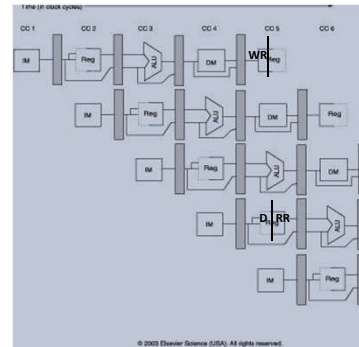 Time (in clock cycles)
CC 1 CC 2 CC 3 CC 4 CC 5 CC 6
IM Reg ALU DM WR Reg
IM Reg ALU DM Reg
IM Reg ALU DM
IM D Reg RR ALU
IM Reg
© 2003 Elsevier Science (USA). All rights reserved.